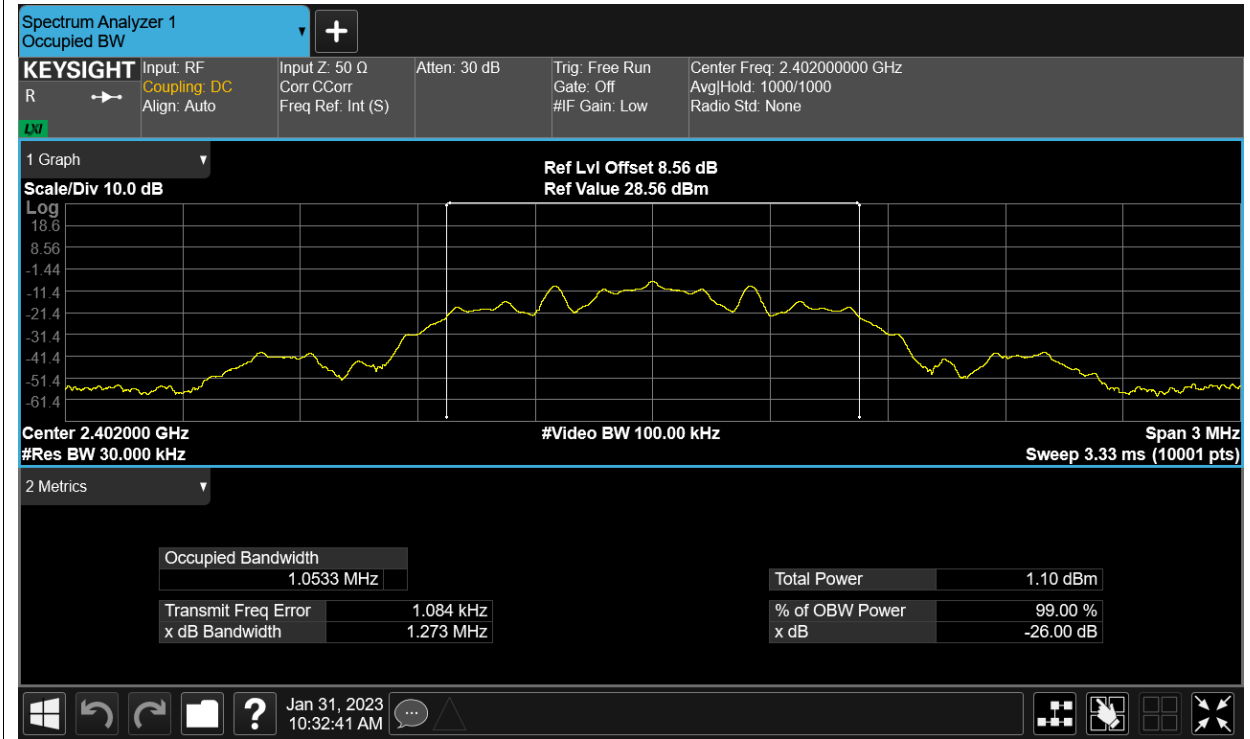 Spectrum Analyzer 1
Occupied BW
KEYSIGHT
R
LXI
Input: RF
Coupling: DC
Align: Auto
Input Z: 50 Ω
Corr CCorr
Freq Ref: Int (S)
Atten: 30 dB
Trig: Free Run
Gate: Off
#IF Gain: Low
Center Freq: 2.402000000 GHz
Avg|Hold: 1000/1000
Radio Std: None
1 Graph
Scale/Div 10.0 dB
Ref Lvl Offset 8.56 dB
Ref Value 28.56 dBm
Log
18.6
8.56
-1.44
-11.4
-21.4
-31.4
-41.4
-51.4
-61.4
Center 2.402000 GHz
#Video BW 100.00 kHz
Span 3 MHz
#Res BW 30.000 kHz
Sweep 3.33 ms (10001 pts)
2 Metrics
Occupied Bandwidth
1.0533 MHz
Total Power 1.10 dBm
Transmit Freq Error 1.084 kHz
% of OBW Power 99.00 %
x dB Bandwidth 1.273 MHz
x dB -26.00 dB
?
Jan 31, 2023
10:32:41 AM